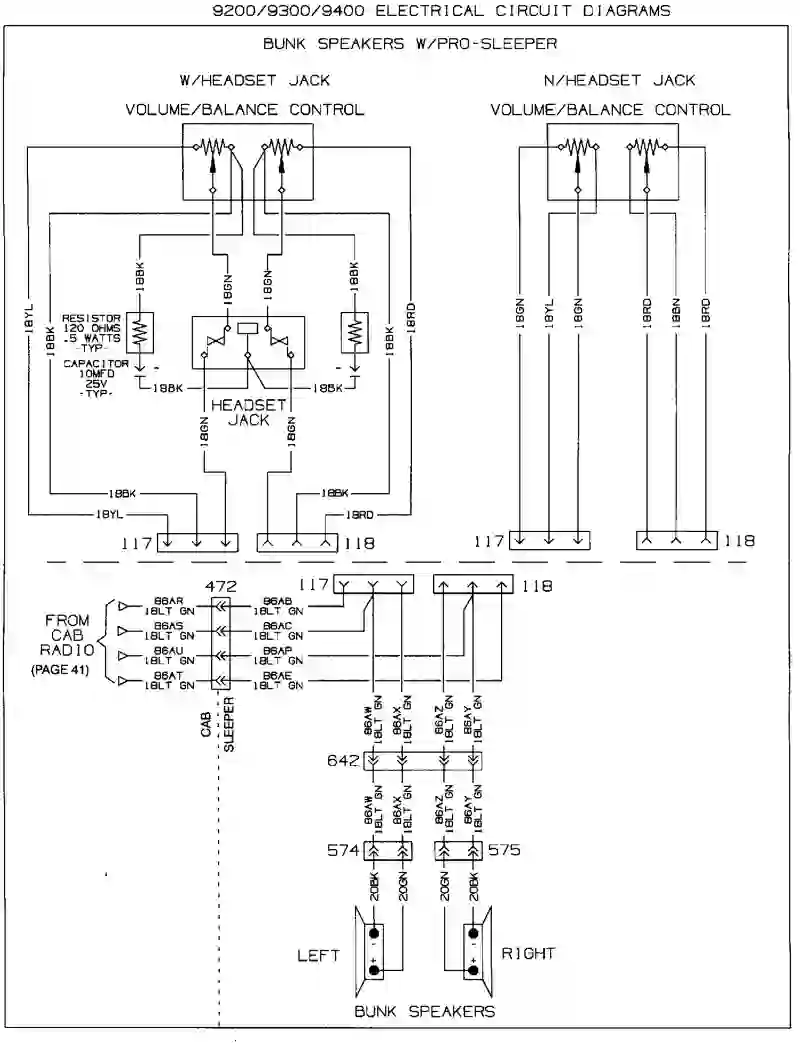 9200/9300/9400 ELECTRICAL CIRCUIT DIAGRAMS
BUNK SPEAKERS W/PRO-SLEEPER
W/HEADSET JACK
N/HEADSET JACK
VOLUME/BALANCE CONTROL
VOLUME/BALANCE CONTROL
18BK
18BK
18GN
18GN
18YL
18BK
18BK
18RD
18GN
18YL
18GN
18RD
18BN
18RD
RESISTOR
120 OHMS
.5 WATTS
-TYP-
CAPACITOR
10MFD
25V
-TYP-
-
-
18BK
18BK
HEADSET
JACK
18GN
18GN
18BK
18BK
18YL
18RD
117
118
117
118
472
117
118
FROM
CAB
RADIO
(PAGE 41)
86AR
18LT GN
86AB
18LT GN
86AS
18LT GN
86AC
18LT GN
86AU
18LT GN
86AP
18LT GN
86AT
18LT GN
86AE
18LT GN
CAB
SLEEPER
86AW
18LT GN
86AX
18LT GN
86AZ
18LT GN
86AY
18LT GN
642
86AW
18LT GN
86AX
18LT GN
86AZ
18LT GN
86AY
18LT GN
574
575
20BK
20GN
20GN
20BK
LEFT
-
+
-
+
RIGHT
BUNK SPEAKERS